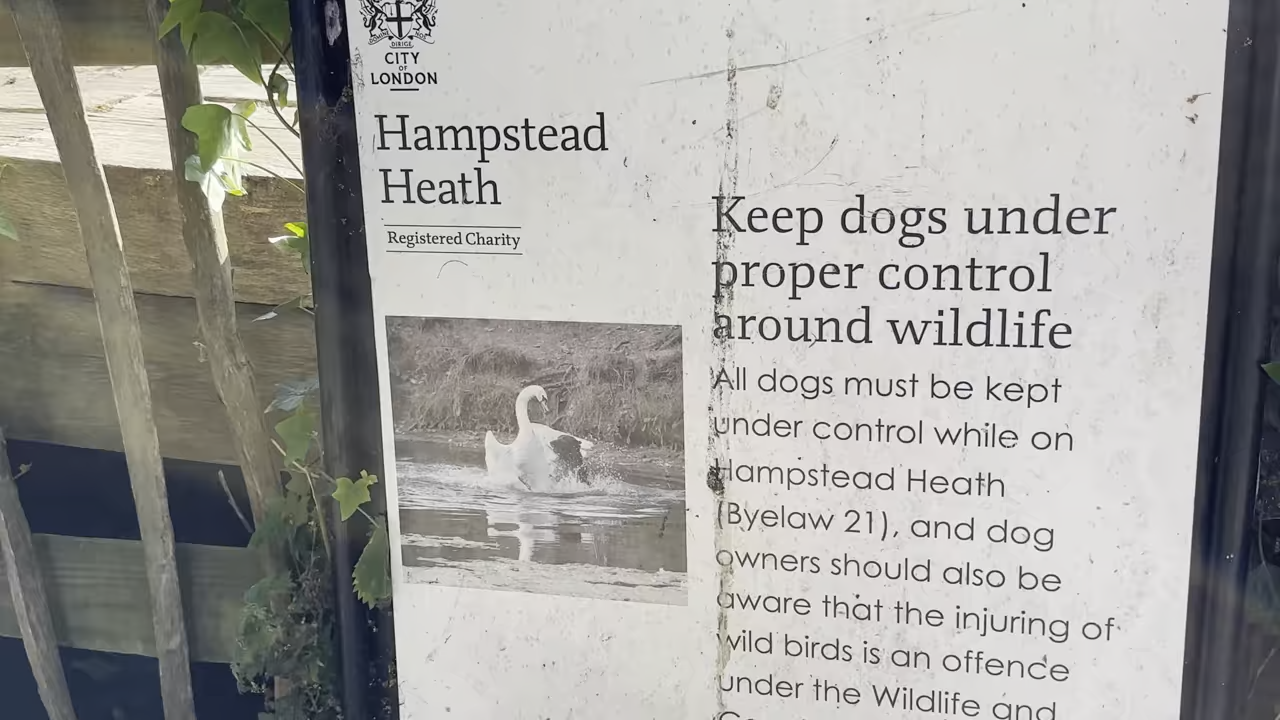 DIRIGE
CITY
OF
LONDON
Hampstead
Heath
Registered Charity
Keep dogs under
proper control
around wildlife
All dogs must be kept
under control while on
Hampstead Heath
(Byelaw 21), and dog
owners should also be
aware that the injuring of
wild birds is an offence
under the Wildlife and